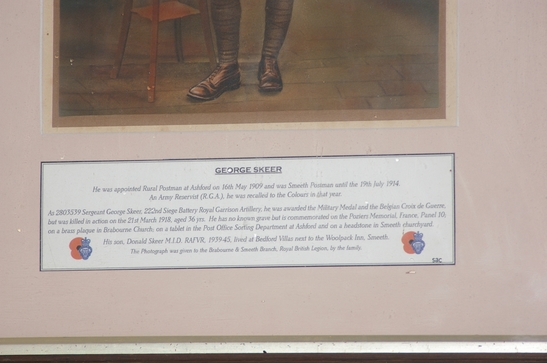 GEORGE SKEER
He was appointed Rural Postman at Ashford on 16th May 1909 and was Smeeth Postman until the 19th July 1914.
An Army Reservist (R.G.A.), he was recalled to the Colours in that year.
As 2803539 Sergeant George Skeer, 222nd Siege Battery Royal Garrison Artillery, he was awarded the Military Medal and the Belgian Croix de Guerre,
but was killed in action on the 21st March 1918, aged 36 yrs. He has no known grave but is commemorated on the Poziers Memorial, France, Panel 10,
on a brass plaque in Brabourne Church; on a tablet in the Post Office Sorting Department at Ashford and on a headstone in Smeeth churchyard.
His son, Donald Skeer M.I.D. RAFVR. 1939-45, lived at Bedford Villas next to the Woolpack Inn, Smeeth.
The Photograph was given to the Brabourne & Smeeth Branch, Royal British Legion, by the family.